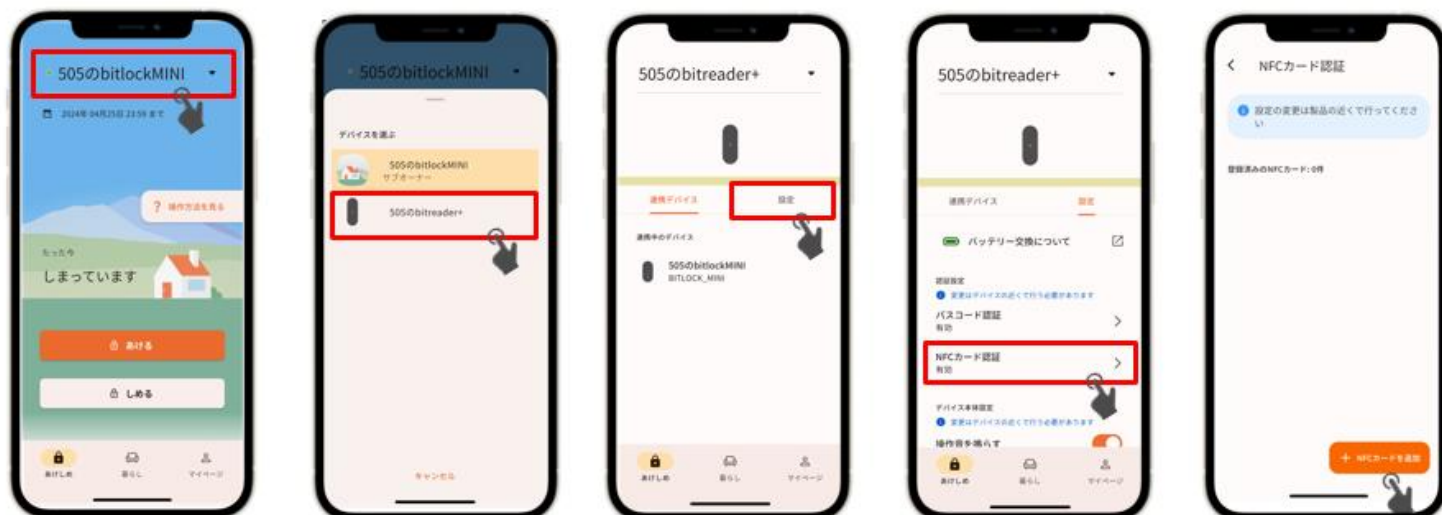 505のbitlockMINI
2024年 04月25日 23:59 まで
? 操作方法を見る
たった今
しまっています
あける
しめる
あけしめ
暮らし
マイページ
505のbitlockMINI
デバイスを選ぶ
505のbitlockMINI
サブオーナー
505のbitreader+
キャンセル
505のbitreader+
連携デバイス
設定
連携中のデバイス
505のbitlockMINI
BITLOCK_MINI
あけしめ
暮らし
マイページ
505のbitreader+
連携デバイス
設定
バッテリー交換について
認証設定
変更はデバイスの近くで行う必要があります
パスコード認証
有効
NFCカード認証
有効
デバイス本体設定
変更はデバイスの近くで行う必要があります
操作音を鳴らす
あけしめ
暮らし
マイページ
NFCカード認証
設定の変更は製品の近くで行ってくださ
い
登録済みのNFCカード: 0件
+ NFCカードを追加